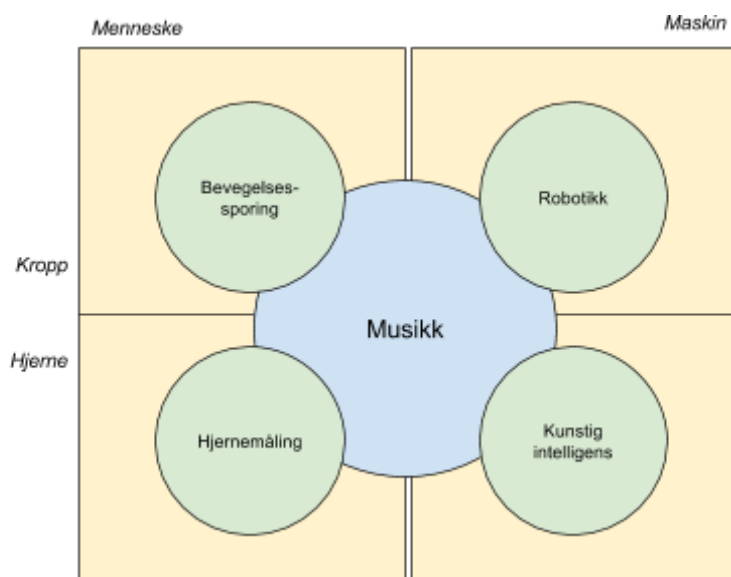 Menneske
Maskin
Bevegelses-
sporing
Robotikk
Kropp
Musikk
Hjerne
Hjernemåling
Kunstig
intelligens